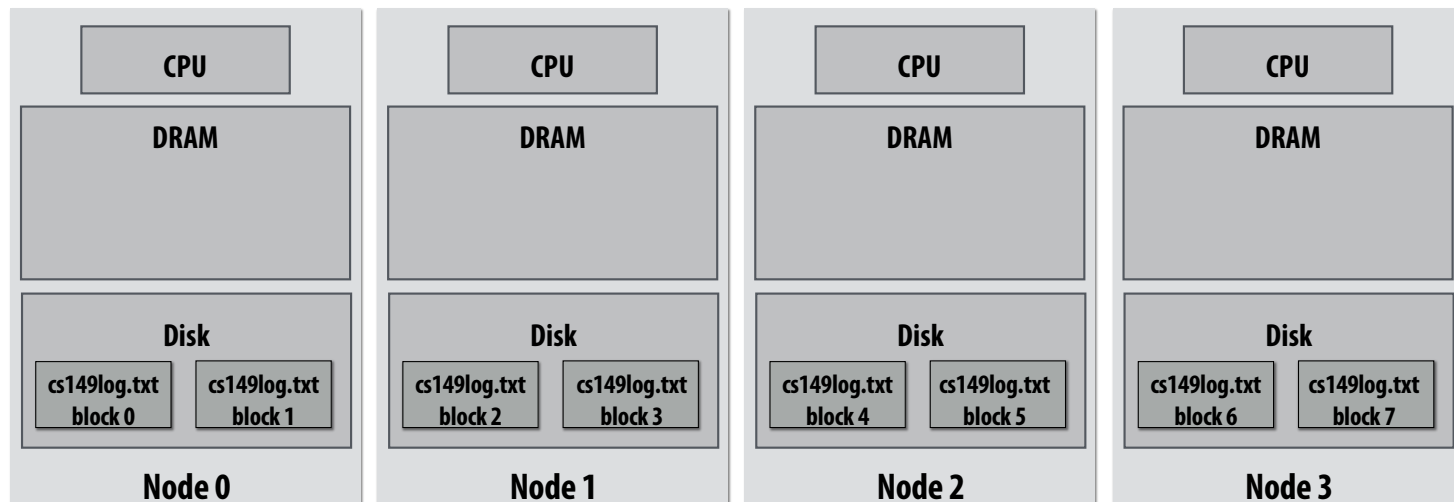 CPU
DRAM
Disk
cs149log.txt
block 0
cs149log.txt
block 1
Node 0
CPU
DRAM
Disk
cs149log.txt
block 2
cs149log.txt
block 3
Node 1
CPU
DRAM
Disk
cs149log.txt
block 4
cs149log.txt
block 5
Node 2
CPU
DRAM
Disk
cs149log.txt
block 6
cs149log.txt
block 7
Node 3